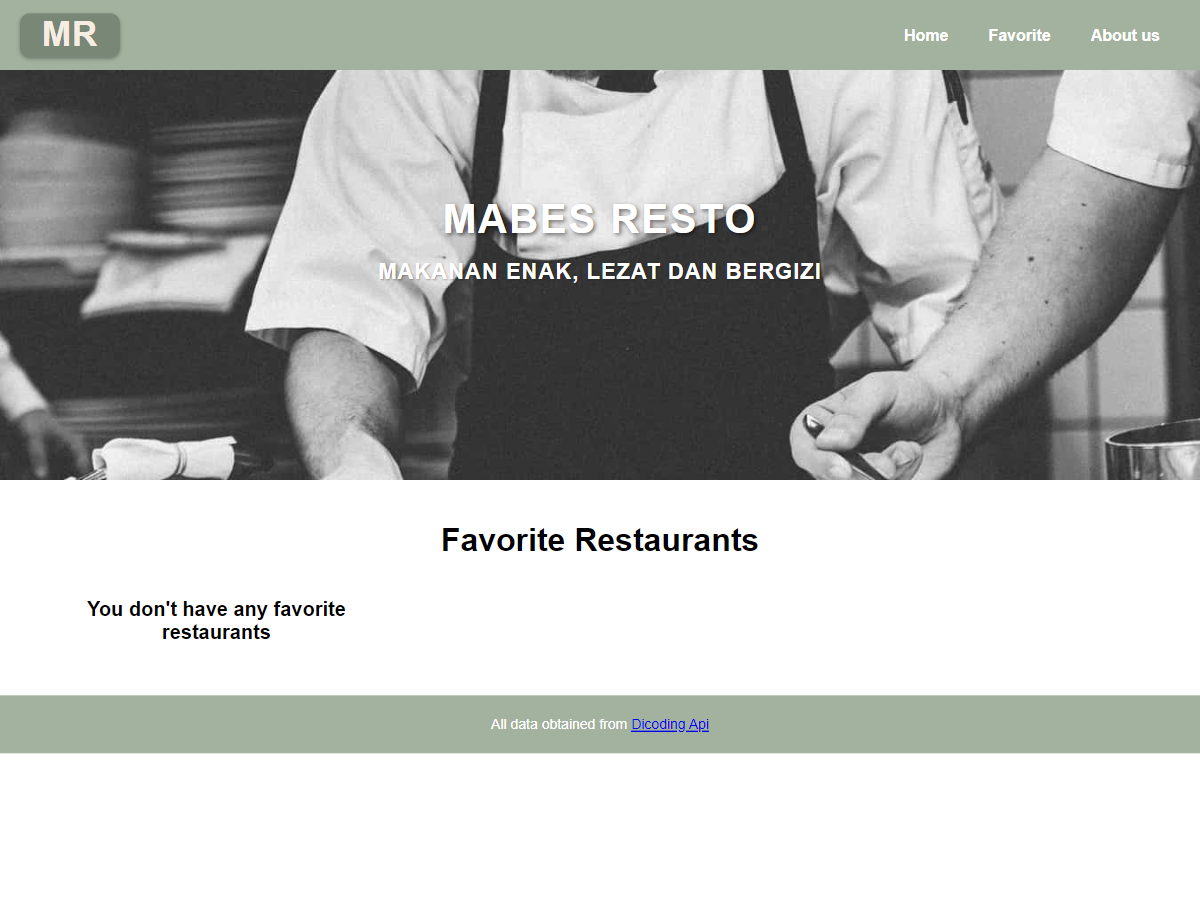 MR
Home
Favorite
About us
MABES RESTO
MAKANAN ENAK, LEZAT DAN BERGIZI
Favorite Restaurants
You don't have any favorite
restaurants
All data obtained from Dicoding Api